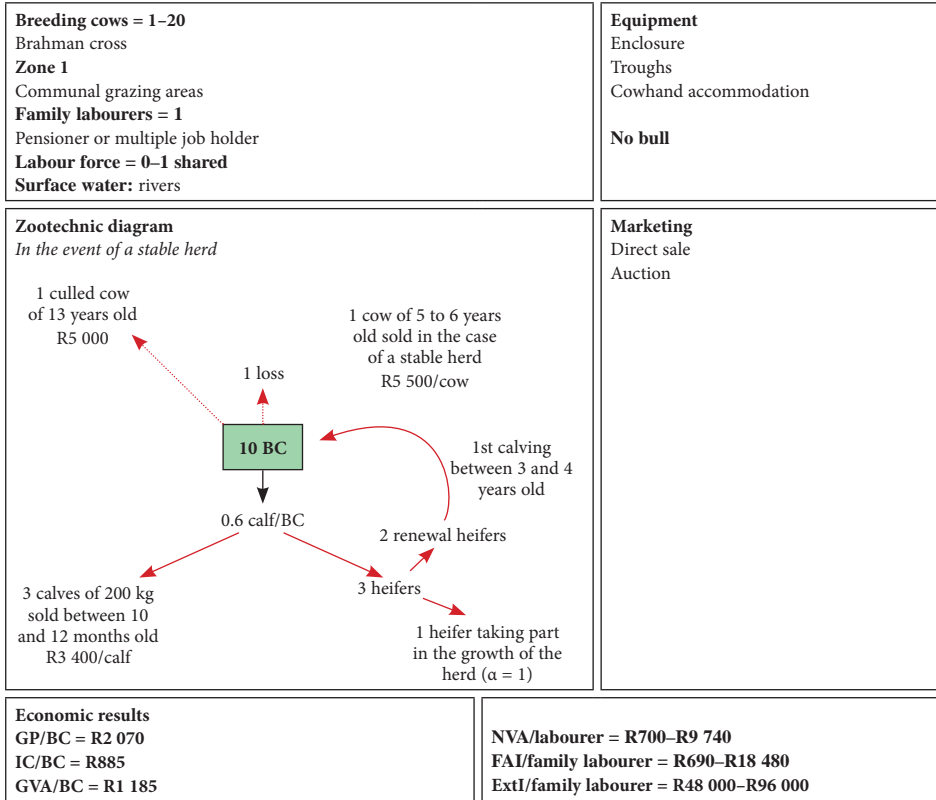 Breeding cows = 1–20
Brahman cross
Zone 1
Communal grazing areas
Family labourers = 1
Pensioner or multiple job holder
Labour force = 0–1 shared
Surface water: rivers
Equipment
Enclosure
Troughs
Cowhand accommodation
No bull
Zootechnic diagram
In the event of a stable herd
1 culled cow
of 13 years old
R5 000
1 cow of 5 to 6 years
old sold in the case
of a stable herd
R5 500/cow
1 loss
10 BC
1st calving
between 3 and 4
years old
0.6 calf/BC
2 renewal heifers
3 heifers
3 calves of 200 kg
sold between 10
and 12 months old
R3 400/calf
1 heifer taking part
in the growth of the
herd (α = 1)
Marketing
Direct sale
Auction
Economic results
GP/BC = R2 070
IC/BC = R885
GVA/BC = R1 185
NVA/labourer = R700–R9 740
FAI/family labourer = R690–R18 480
ExtI/family labourer = R48 000–R96 000